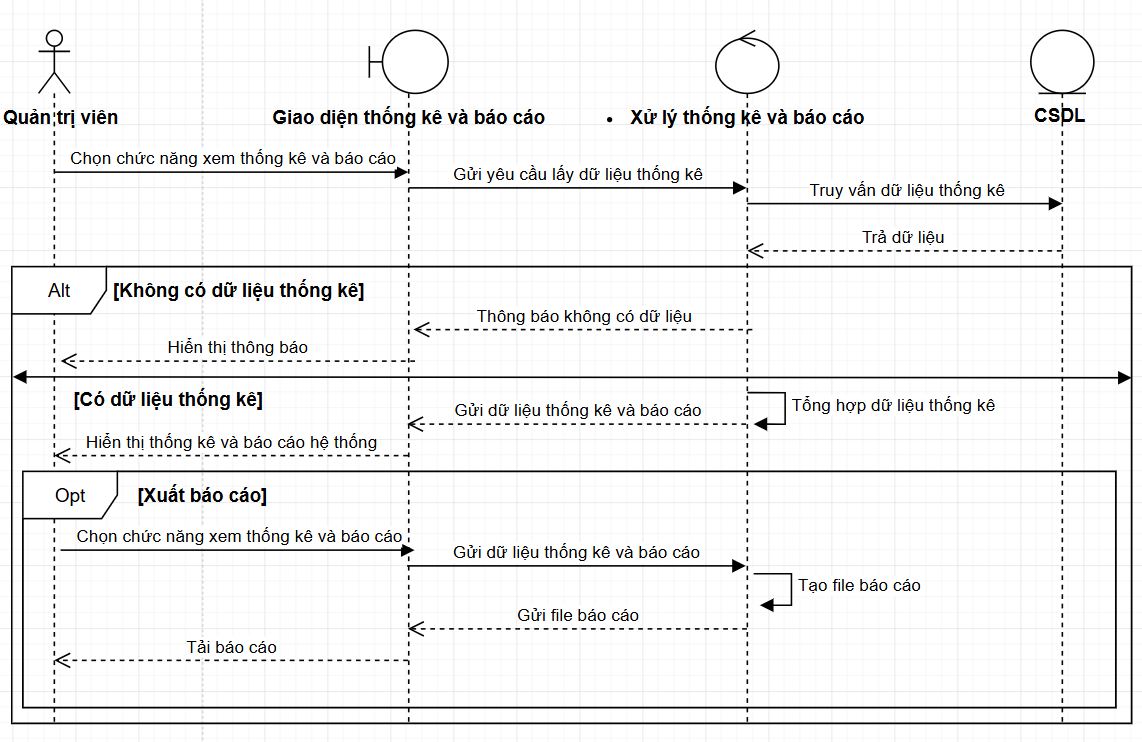 Quản trị viên
Giao diện thống kê và báo cáo
• Xử lý thống kê và báo cáo
CSDL
Chọn chức năng xem thống kê và báo cáo
Gửi yêu cầu lấy dữ liệu thống kê
Truy vấn dữ liệu thống kê
Trả dữ liệu
Alt
[Không có dữ liệu thống kê]
Thông báo không có dữ liệu
Hiển thị thông báo
[Có dữ liệu thống kê]
Tổng hợp dữ liệu thống kê
Gửi dữ liệu thống kê và báo cáo
Hiển thị thống kê và báo cáo hệ thống
Opt
[Xuất báo cáo]
Chọn chức năng xem thống kê và báo cáo
Gửi dữ liệu thống kê và báo cáo
Tạo file báo cáo
Gửi file báo cáo
Tải báo cáo